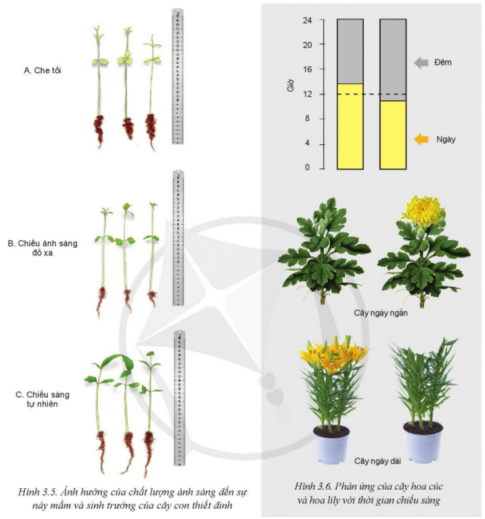 A. Che tối
B. Chiếu ánh sáng
đỏ xa
C. Chiếu sáng
tự nhiên
Hình 3.5. Ảnh hưởng của chất lượng ánh sáng đến sự
nảy mầm và sinh trưởng của cây con thiết đinh
Giờ
24
20
16
12
8
4
0
Đêm
Ngày
Cây ngày ngắn
Cây ngày dài
Hình 3.6. Phản ứng của cây hoa cúc
và hoa lily với thời gian chiếu sáng